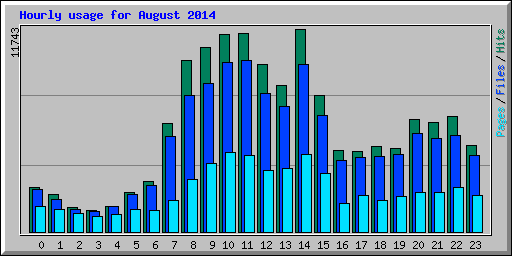 Hourly usage for August 2014
11743
Pages/Files/Hits
0 1 2 3 4 5 6 7 8 9 10 11 12 13 14 15 16 17 18 19 20 21 22 23